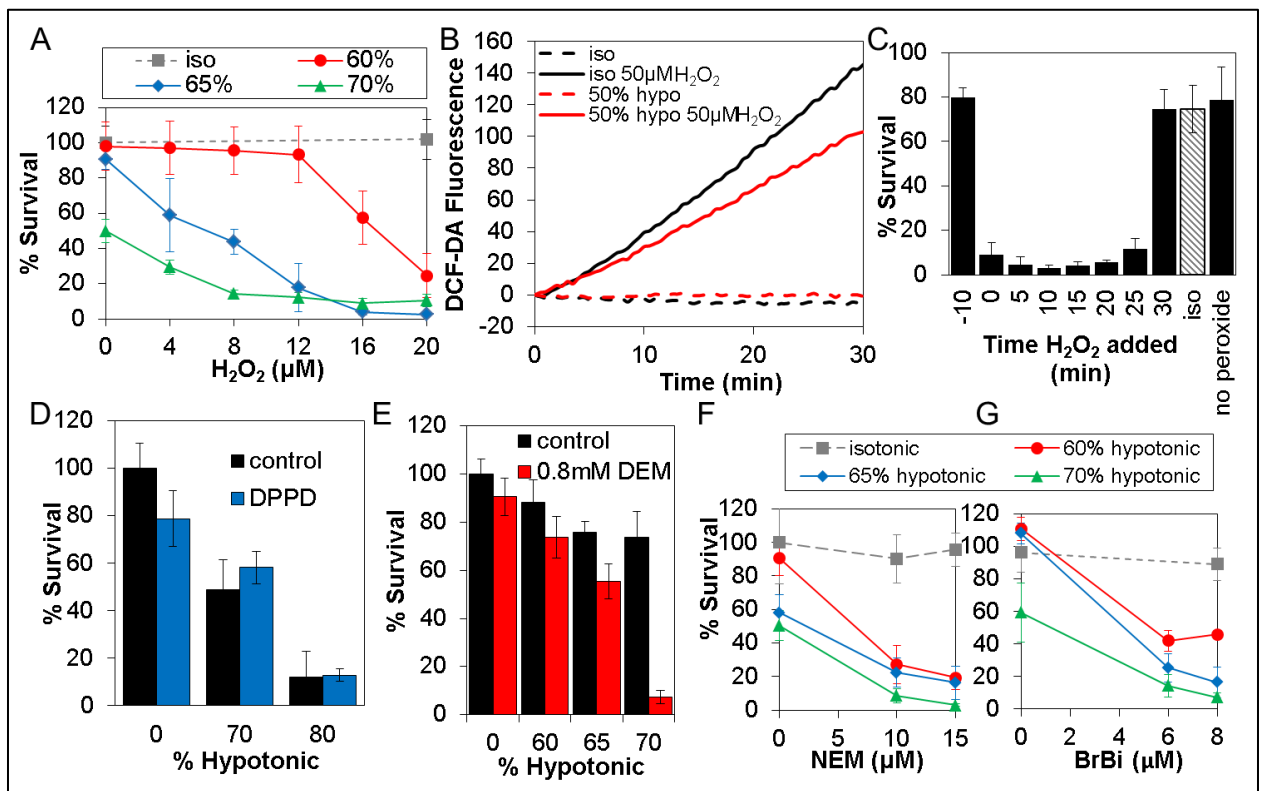 A
iso
60%
65%
70%
% Survival
120
100
80
60
40
20
0
0 4 8 12 16 20
H₂O₂ (µM)
B
iso
iso 50µMH₂O₂
50% hypo
50% hypo 50µMH₂O₂
DCF-DA Fluorescence
160
140
120
100
80
60
40
20
0
-20
0 10 20 30
Time (min)
C
% Survival
100
80
60
40
20
0
-10 0 5 10 15 20 25 30 iso no peroxide
Time H₂O₂ added
(min)
D
control
DPPD
% Survival
120
100
80
60
40
20
0
0 70 80
% Hypotonic
E
control
0.8mM DEM
% Survival
120
100
80
60
40
20
0
0 60 65 70
% Hypotonic
F
G
isotonic
60% hypotonic
65% hypotonic
70% hypotonic
% Survival
120
100
80
60
40
20
0
0 5 10 15
NEM (µM)
120
100
80
60
40
20
0
0 2 4 6 8
BrBi (µM)